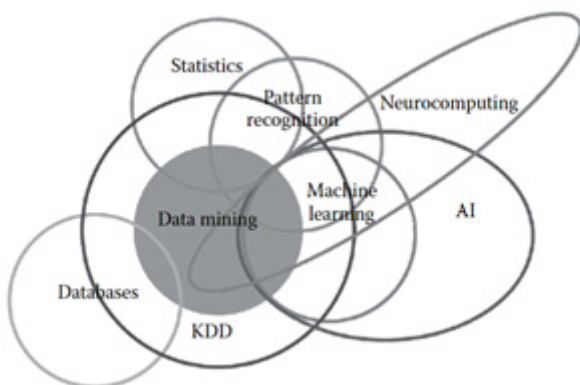 Statistics
Pattern
recognition
Neurocomputing
Machine
learning
AI
Data mining
Databases
KDD